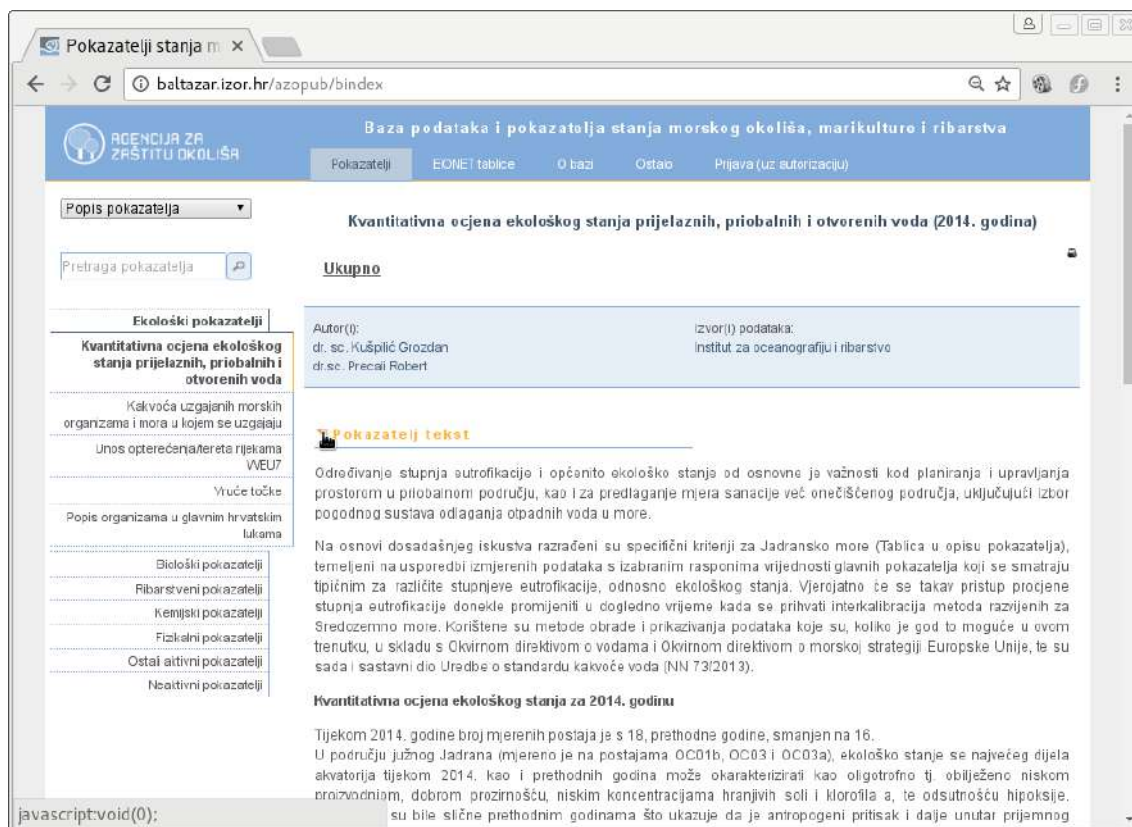 Pokazatelji stanja m
baltazar.izor.hr/azopub/bindex
AGENCIJA ZA
ZAŠTITU OKOLIŠA
Baza podataka i pokazatelja stanja morskog okoliša, marikulture i ribarstva
Pokazatelji EIONET tablice O bazi Ostalo Prijava (uz autorizaciju)
Popis pokazatelja
Pretraga pokazatelja
Ekološki pokazatelji
Kvantitativna ocjena ekološkog
stanja prijelaznih, priobalnih i
otvorenih voda
Kakvoća uzgajanih morskih
organizama i mora u kojem se uzgajaju
Unos opterećenja/tereta rijekama
WEU7
Vruće točke
Popis organizama u glavnim hrvatskim
lukama
Biološki pokazatelji
Ribarstveni pokazatelji
Kemijski pokazatelji
Fizikalni pokazatelji
Ostali aktivni pokazatelji
Neaktivni pokazatelji
Kvantitativna ocjena ekološkog stanja prijelaznih, priobalnih i otvorenih voda (2014. godina)
Ukupno
Autor(i):
dr. sc. Kušpilić Grozdan
dr.sc. Precali Robert
Izvor(i) podataka:
Institut za oceanografiju i ribarstvo
Pokazatelj tekst
Određivanje stupnja eutrofikacije i općenito ekološko stanje od osnovne je važnosti kod planiranja i upravljanja
prostorom u priobalnom području, kao i za predlaganje mjera sanacije već onečišćenog područja, uključujući izbor
pogodnog sustava odlaganja otpadnih voda u more.
Na osnovi dosadašnjeg iskustva razrađeni su specifični kriteriji za Jadransko more (Tablica u opisu pokazatelja),
temeljeni na usporedbi izmjerenih podataka s izabranim rasponima vrijednosti glavnih pokazatelja koji se smatraju
tipičnim za različite stupnjeve eutrofikacije, odnosno ekološkog stanja. Vjerojatno će se takav pristup procjene
stupnja eutrofikacije donekle promijeniti u dogledno vrijeme kada se prihvati interkalibracija metoda razvijenih za
Sredozemno more. Korištene su metode obrade i prikazivanja podataka koje su, koliko je god to moguće u ovom
trenutku, u skladu s Okvirnom direktivom o vodama i Okvirnom direktivom o morskoj strategiji Europske Unije, te su
sada i sastavni dio Uredbe o standardu kakvoće voda (NN 73/2013).
Kvantitativna ocjena ekološkog stanja za 2014. godinu
Tijekom 2014. godine broj mjerenih postaja je s 18, prethodne godine, smanjen na 16.
U području južnog Jadrana (mjereno je na postajama OC01b, OC03 i OC03a), ekološko stanje se najvećeg dijela
akvatorija tijekom 2014. kao i prethodnih godina može okarakterizirati kao oligotrofno tj. obilježeno niskom
proizvodnjom, dobrom prozirnošću, niskim koncentracijama hranjivih soli i klorofila a, te odsutnošću hipoksije.
su bile slične prethodnim godinama što ukazuje da je antropogeni pritisak i dalje unutar prijemnog
javascript:void(0);